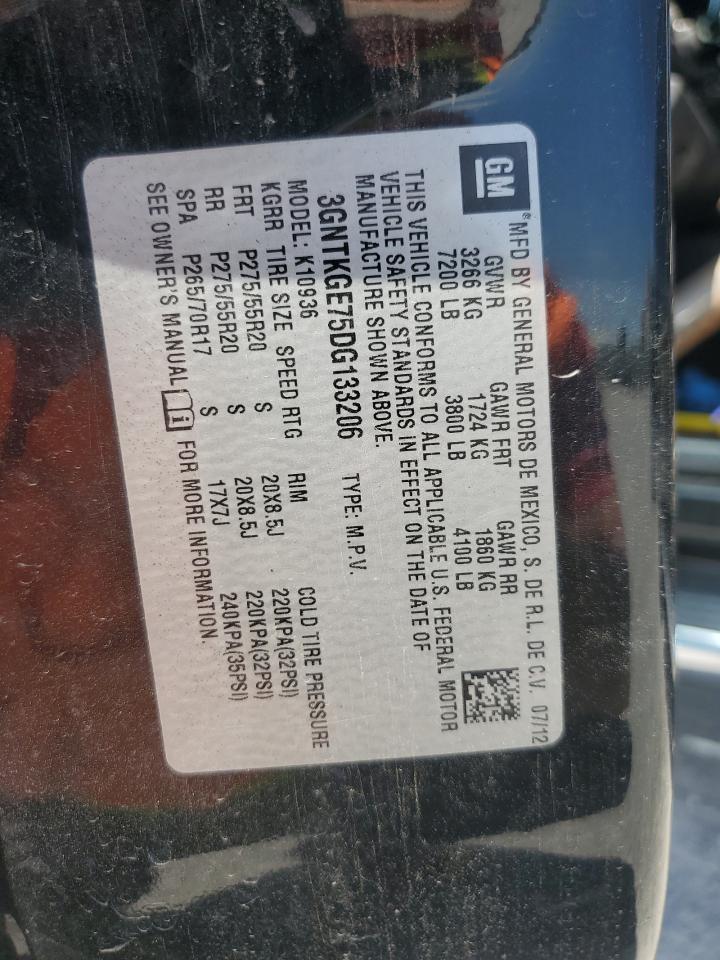 GM
® MFD BY GENERAL MOTORS DE MEXICO, S. DE R.L. DE C.V. 07/12
GVWR GAWR FRT GAWR RR
3266 KG 1724 KG 1860 KG
7200 LB 3800 LB 4100 LB
THIS VEHICLE CONFORMS TO ALL APPLICABLE U.S. FEDERAL MOTOR
VEHICLE SAFETY STANDARDS IN EFFECT ON THE DATE OF
MANUFACTURE SHOWN ABOVE.
3GNTKGE75DG133206 TYPE: M.P.V.
MODEL: K10936
KGRR TIRE SIZE SPEED RTG RIM COLD TIRE PRESSURE
FRT P275/55R20 S 20X8.5J 220KPA(32PSI)
RR P275/55R20 S 20X8.5J 220KPA(32PSI)
SPA P265/70R17 S 17X7J 240KPA(35PSI)
SEE OWNER'S MANUAL FOR MORE INFORMATION.